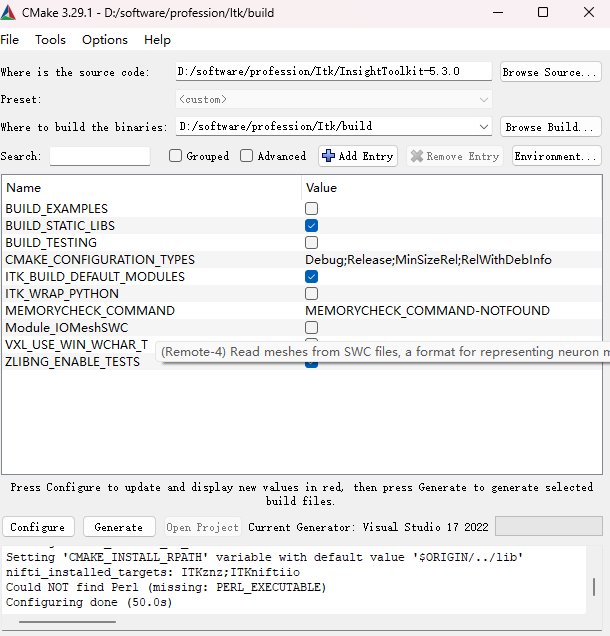 CMake 3.29.1 - D:/software/profession/Itk/build
File Tools Options Help
Where is the source code: D:/software/profession/Itk/InsightToolkit-5.3.0 Browse Source...
Preset: <custom>
Where to build the binaries: D:/software/profession/Itk/build Browse Build...
Search: Grouped Advanced Add Entry Remove Entry Environment...
Name Value
BUILD_EXAMPLES
BUILD_STATIC_LIBS
BUILD_TESTING
CMAKE_CONFIGURATION_TYPES Debug;Release;MinSizeRel;RelWithDebInfo
ITK_BUILD_DEFAULT_MODULES
ITK_WRAP_PYTHON
MEMORYCHECK_COMMAND MEMORYCHECK_COMMAND-NOTFOUND
Module_IOMeshSWC
VXL_USE_WIN_WCHAR_T (Remote-4) Read meshes from SWC files, a format for representing neuron m
ZLIBNG_ENABLE_TESTS
Press Configure to update and display new values in red, then press Generate to generate selected
build files.
Configure Generate Open Project Current Generator: Visual Studio 17 2022
Setting 'CMAKE_INSTALL_RPATH' variable with default value '$ORIGIN/../lib'
nifti_installed_targets: ITKznz;ITKniftiio
Could NOT find Perl (missing: PERL_EXECUTABLE)
Configuring done (50.0s)